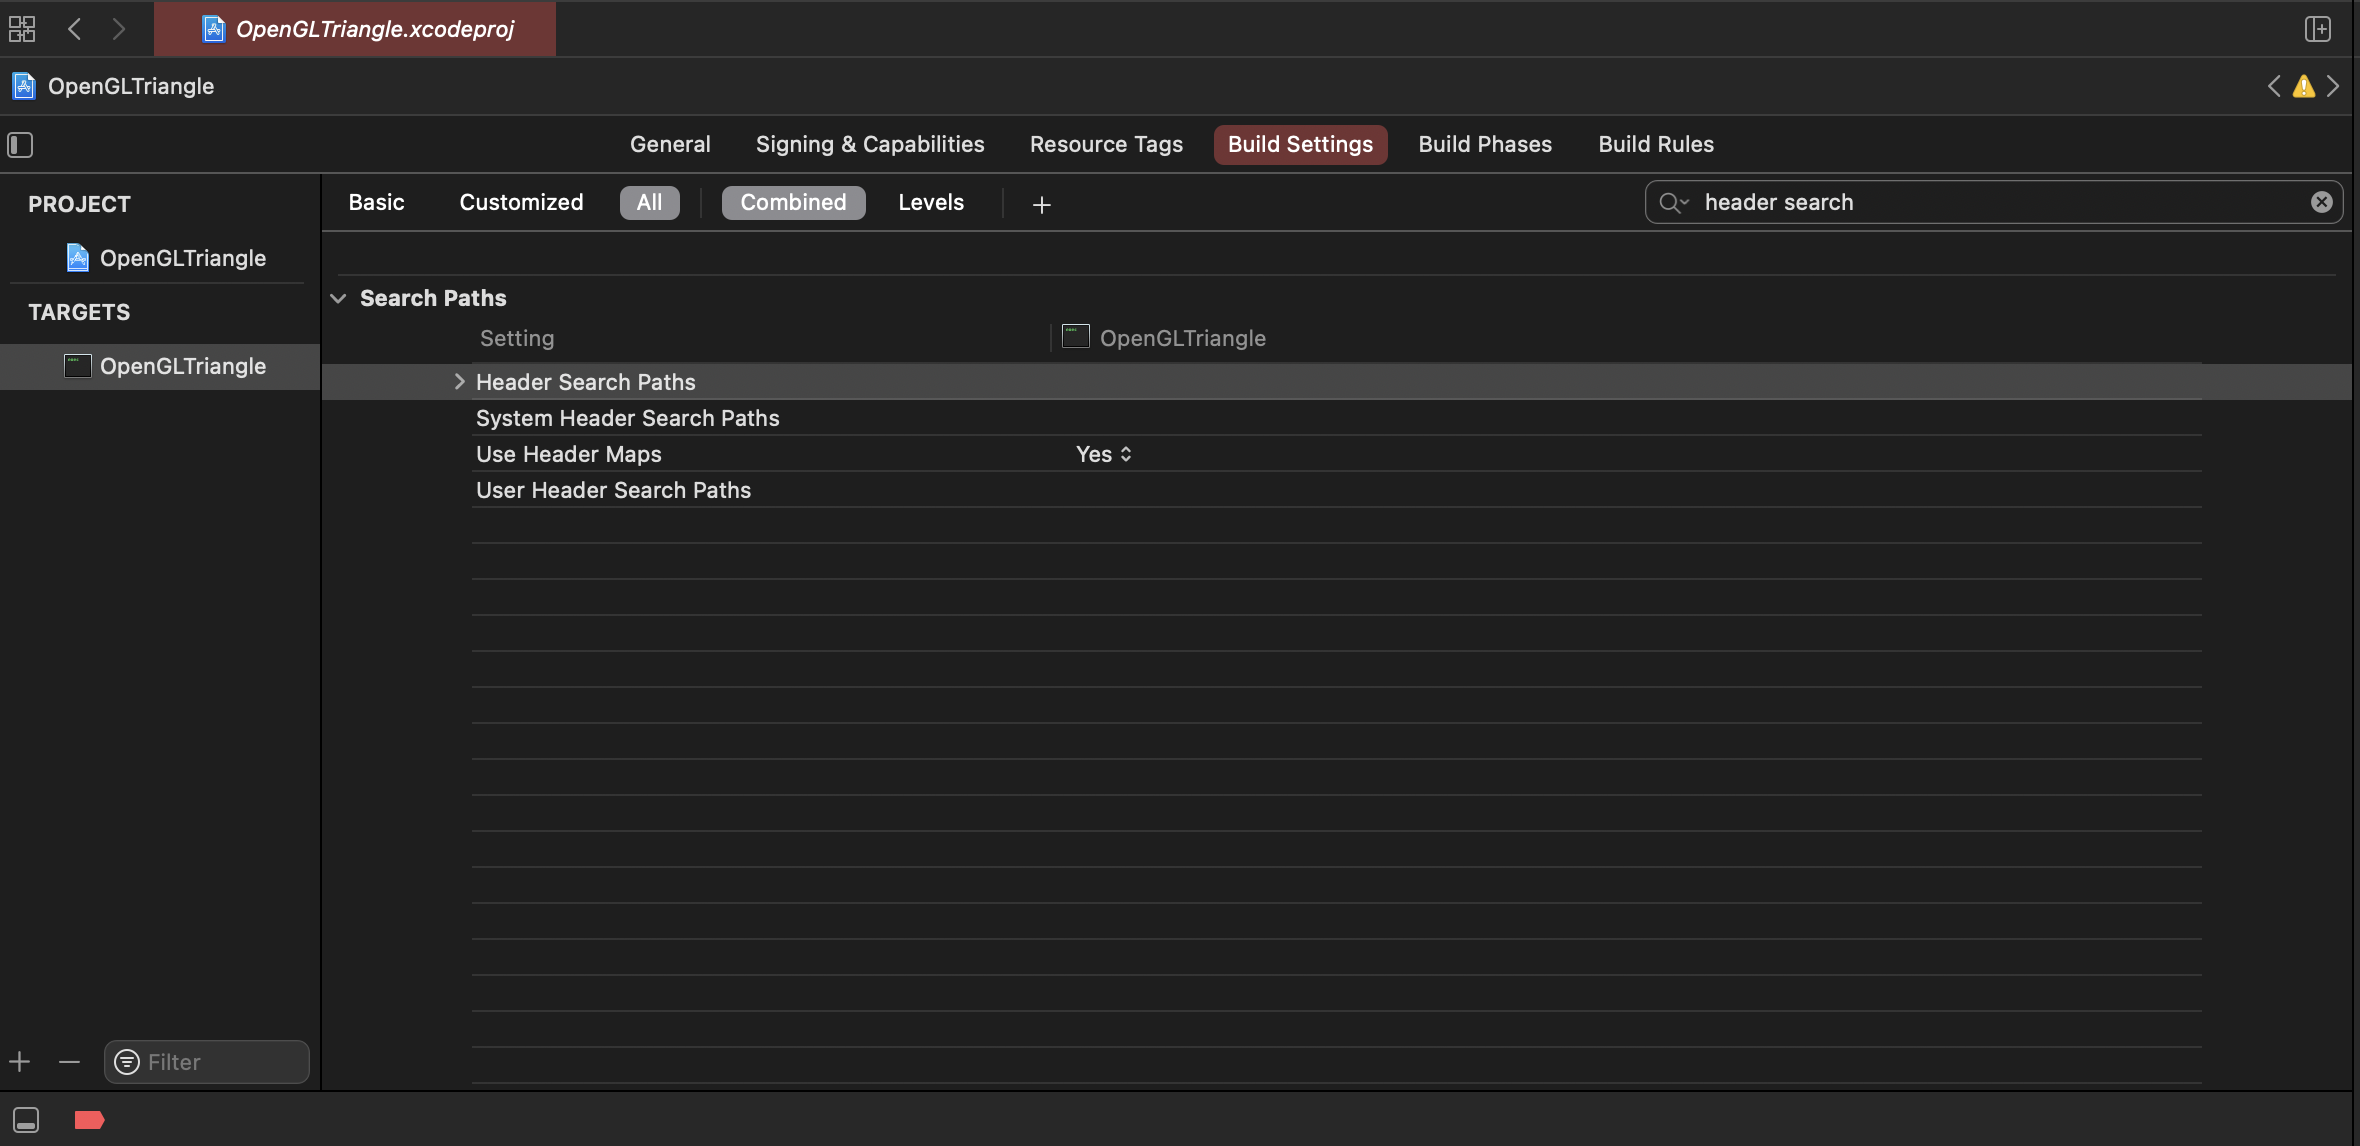 OpenGLTriangle.xcodeproj
OpenGLTriangle
General Signing & Capabilities Resource Tags Build Settings Build Phases Build Rules
PROJECT
OpenGLTriangle
TARGETS
OpenGLTriangle
Basic Customized All Combined Levels + header search
Search Paths
Setting OpenGLTriangle
Header Search Paths
System Header Search Paths
Use Header Maps Yes
User Header Search Paths
Filter